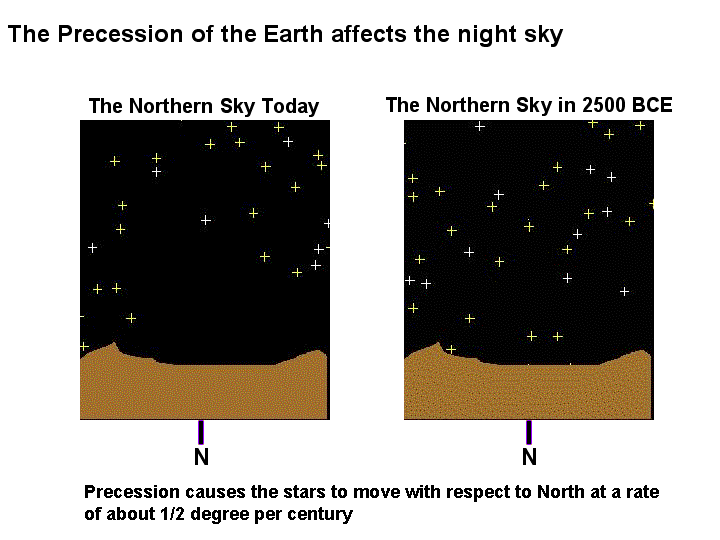 The Precession of the Earth affects the night sky
The Northern Sky Today
The Northern Sky in 2500 BCE
N
N
Precession causes the stars to move with respect to North at a rate
of about 1/2 degree per century